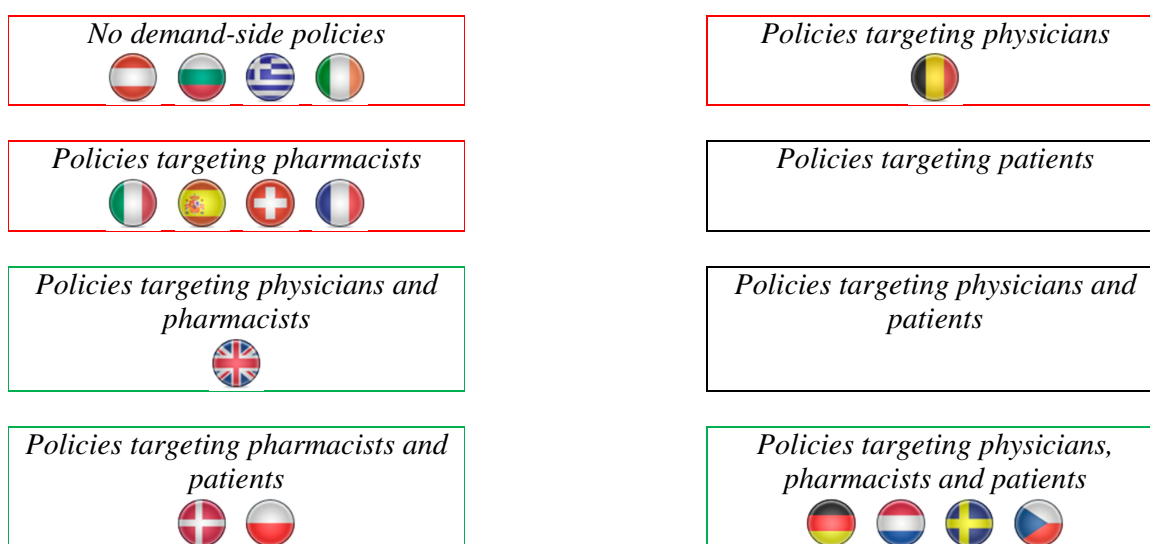 No demand-side policies
Policies targeting physicians
Policies targeting pharmacists
Policies targeting patients
Policies targeting physicians and
pharmacists
Policies targeting physicians and
patients
Policies targeting pharmacists and
patients
Policies targeting physicians,
pharmacists and patients